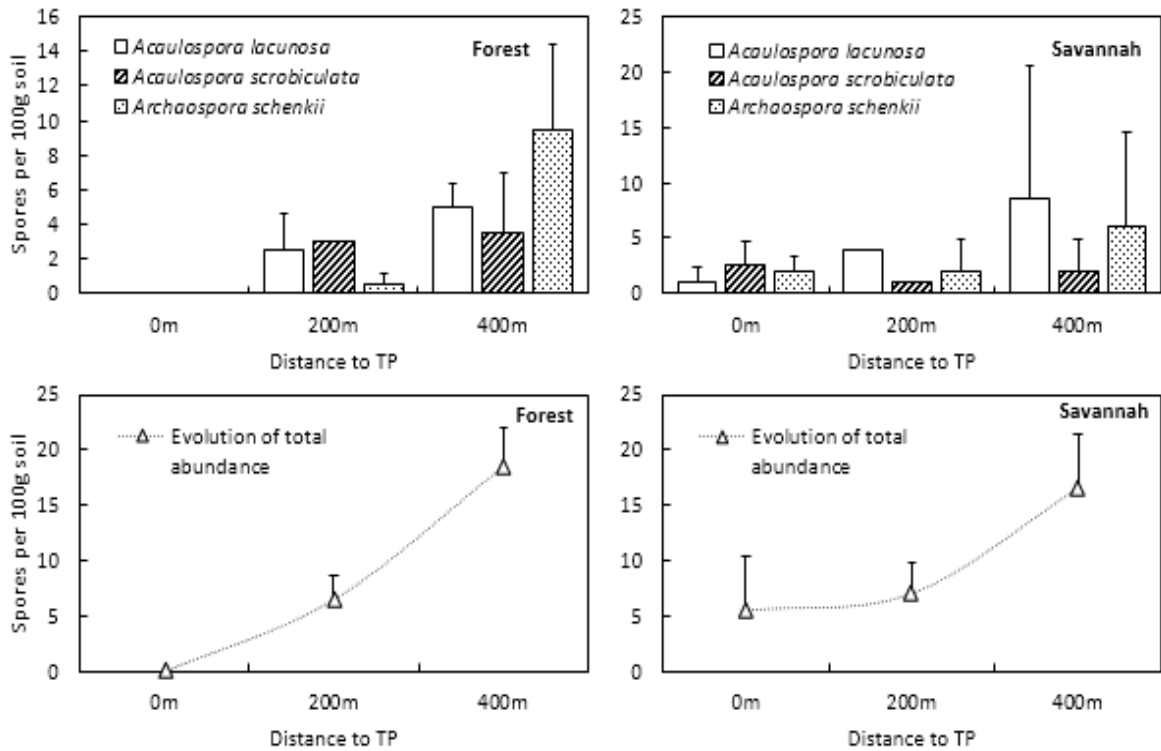 Spores per 100g soil
16
14
12
10
8
6
4
2
0
Acaulospora lacunosa
Acaulospora scrobiculata
Archaospora schenkii
Forest
0m 200m 400m
Distance to TP
25
20
15
10
5
0
Acaulospora lacunosa
Acaulospora scrobiculata
Archaospora schenkii
Savannah
0m 200m 400m
Distance to TP
Spores per 100g soil
25
20
15
10
5
0
Evolution of total
abundance
Forest
0m 200m 400m
Distance to TP
25
20
15
10
5
0
Evolution of total
abundance
Savannah
0m 200m 400m
Distance to TP